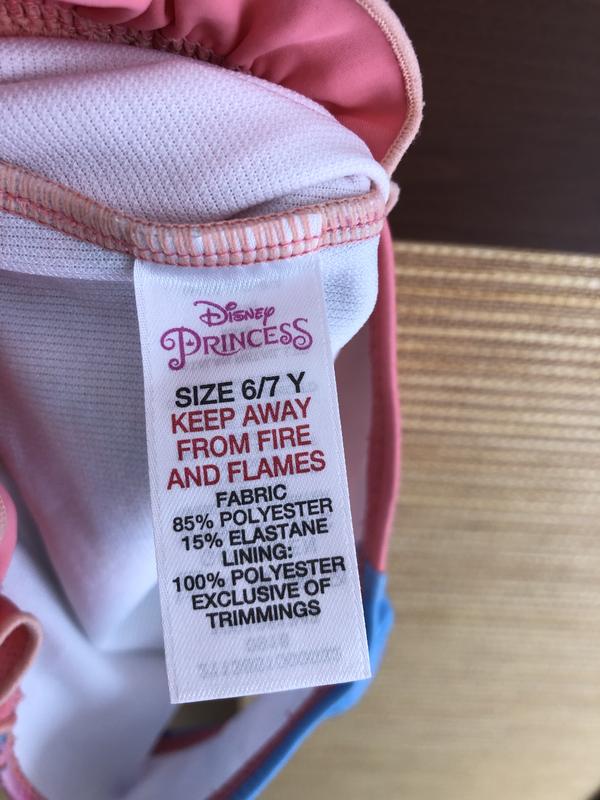 Disney
PRINCESS
SIZE 6/7 Y
KEEP AWAY
FROM FIRE
AND FLAMES
FABRIC
85% POLYESTER
15% ELASTANE
LINING:
100% POLYESTER
EXCLUSIVE OF
TRIMMINGS